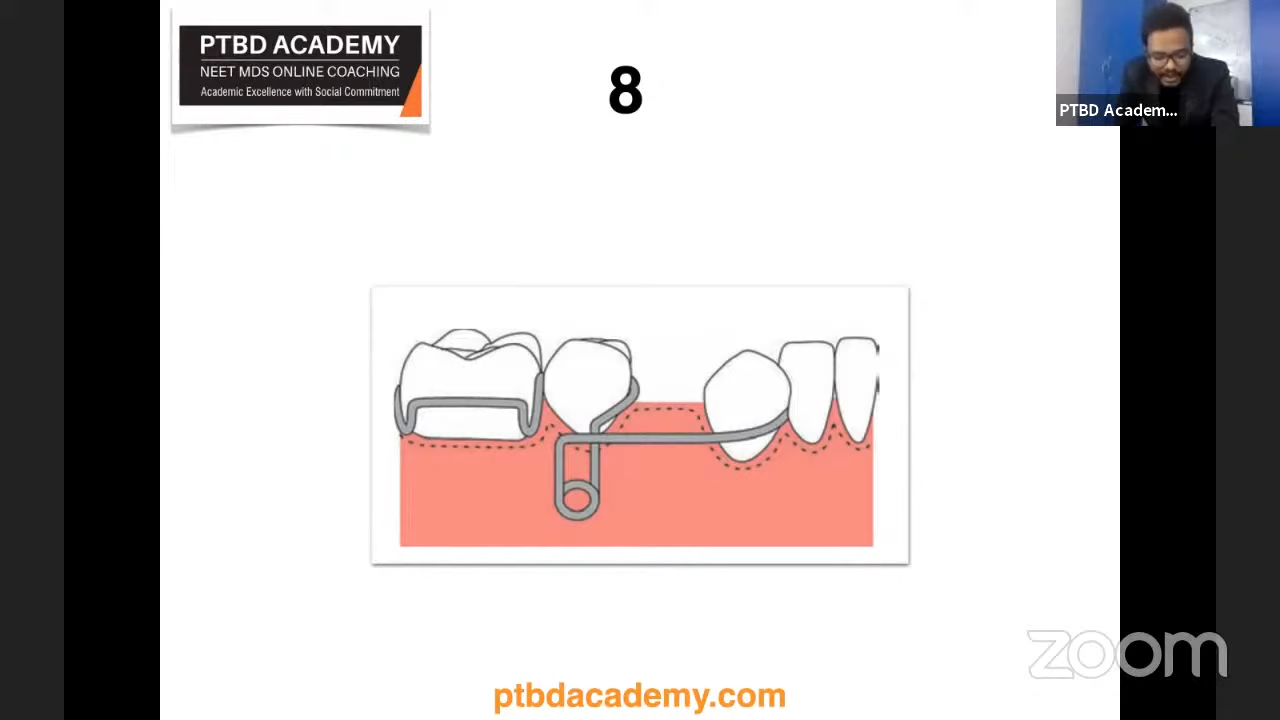 PTBD ACADEMY
NEET MDS ONLINE COACHING
Academic Excellence with Social Commitment
8
PTBD Academ...
zoom
ptbdacademy.com